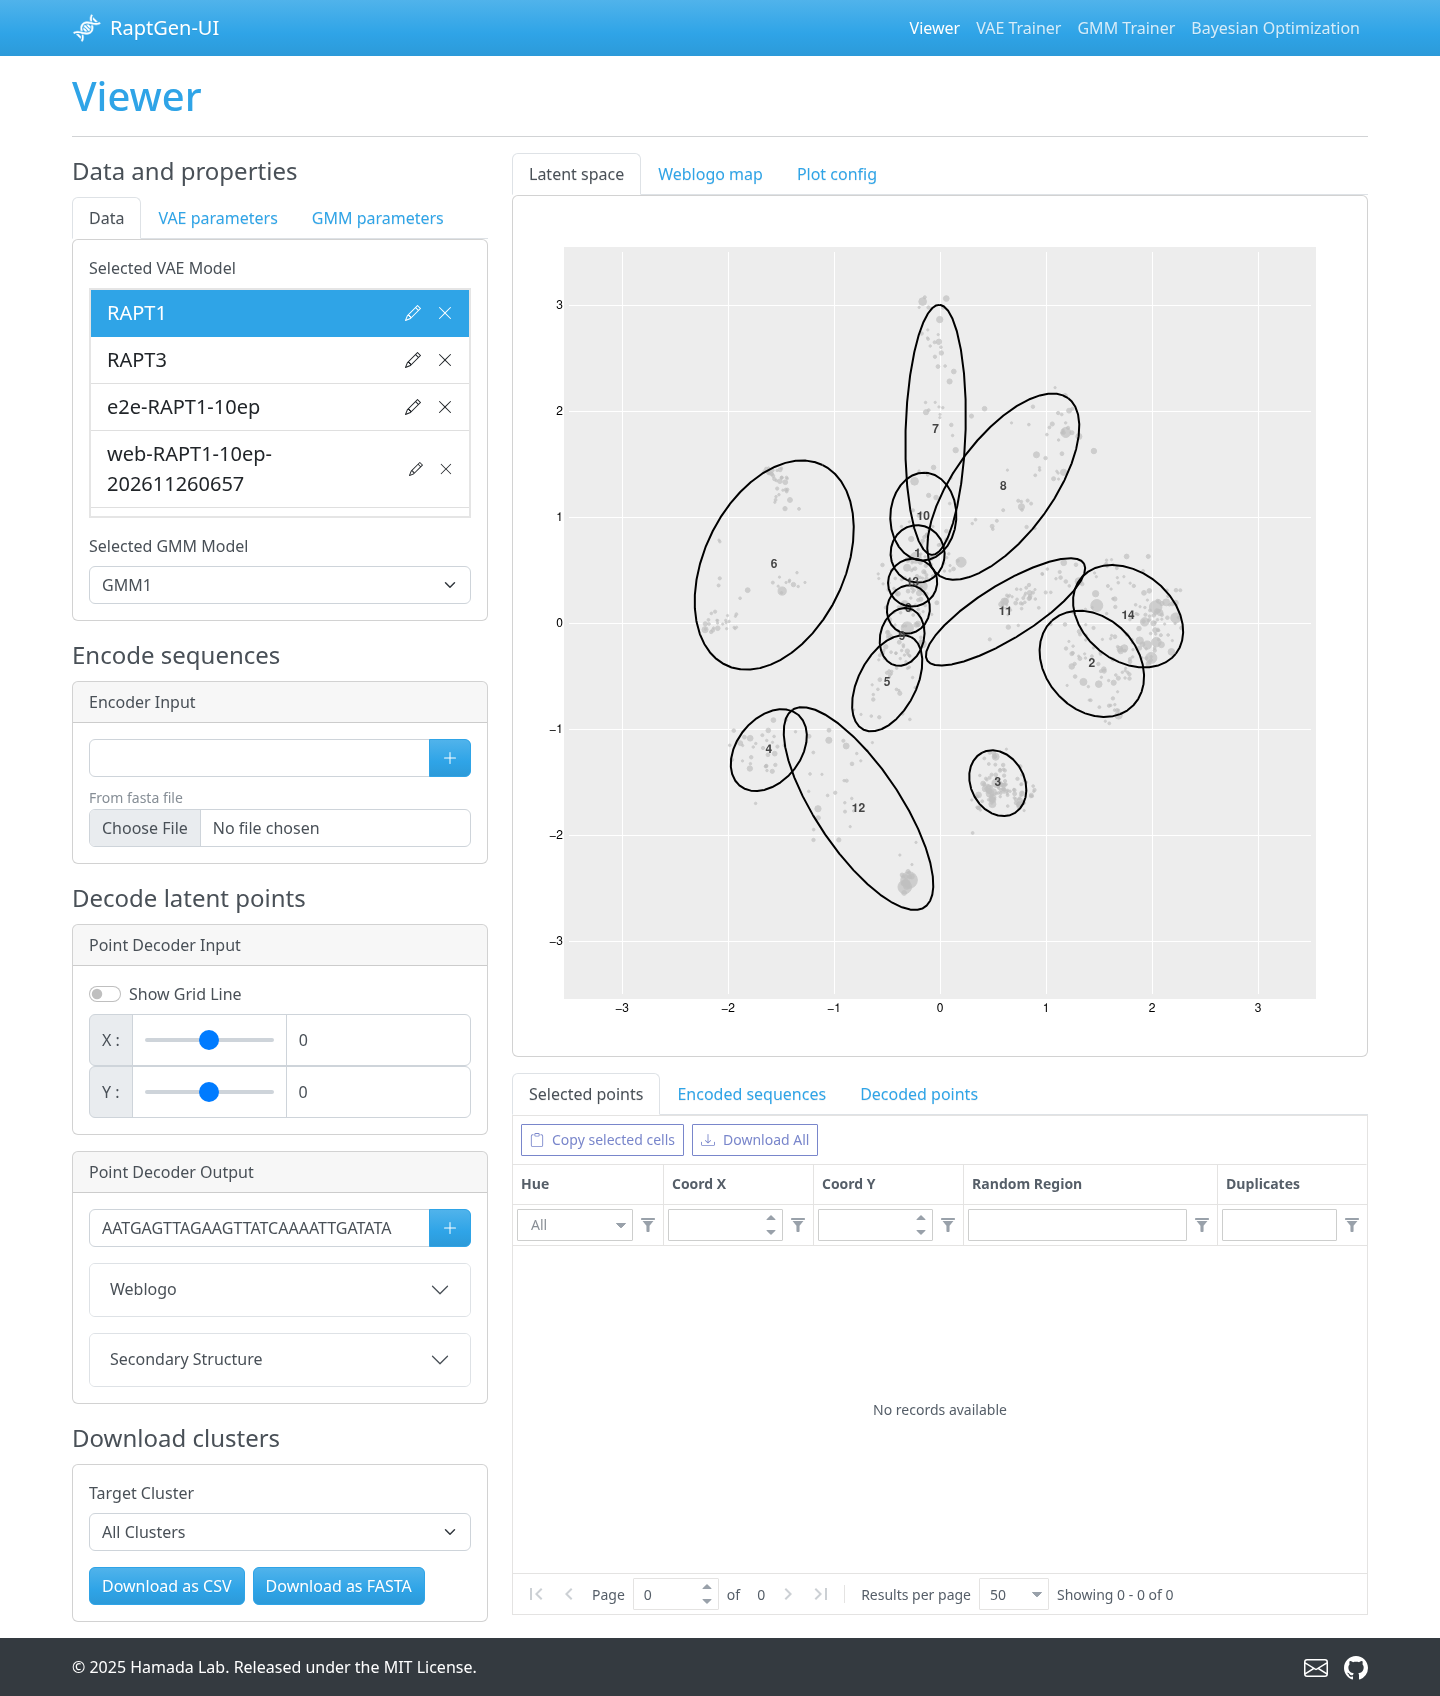 RaptGen-UI
Viewer
VAE Trainer
GMM Trainer
Bayesian Optimization
Viewer
Data and properties
Data
VAE parameters
GMM parameters
Selected VAE Model
RAPT1
RAPT3
e2e-RAPT1-10ep
web-RAPT1-10ep-
202611260657
Selected GMM Model
GMM1
Encode sequences
Encoder Input
From fasta file
Choose File
No file chosen
Decode latent points
Point Decoder Input
Show Grid Line
X :
0
Y :
0
Point Decoder Output
AATGAGTTAGAAGTTATCAAAATTGATATA
Weblogo
Secondary Structure
Download clusters
Target Cluster
All Clusters
Download as CSV
Download as FASTA
Latent space
Weblogo map
Plot config
3
2
1
0
−1
−2
−3
−3
−2
−1
0
1
2
3
7
8
10
1
6
11
14
2
5
4
3
12
Selected points
Encoded sequences
Decoded points
Copy selected cells
Download All
Hue
Coord X
Coord Y
Random Region
Duplicates
All
No records available
Page
0
of
0
Results per page
50
Showing 0 - 0 of 0
© 2025 Hamada Lab. Released under the MIT License.